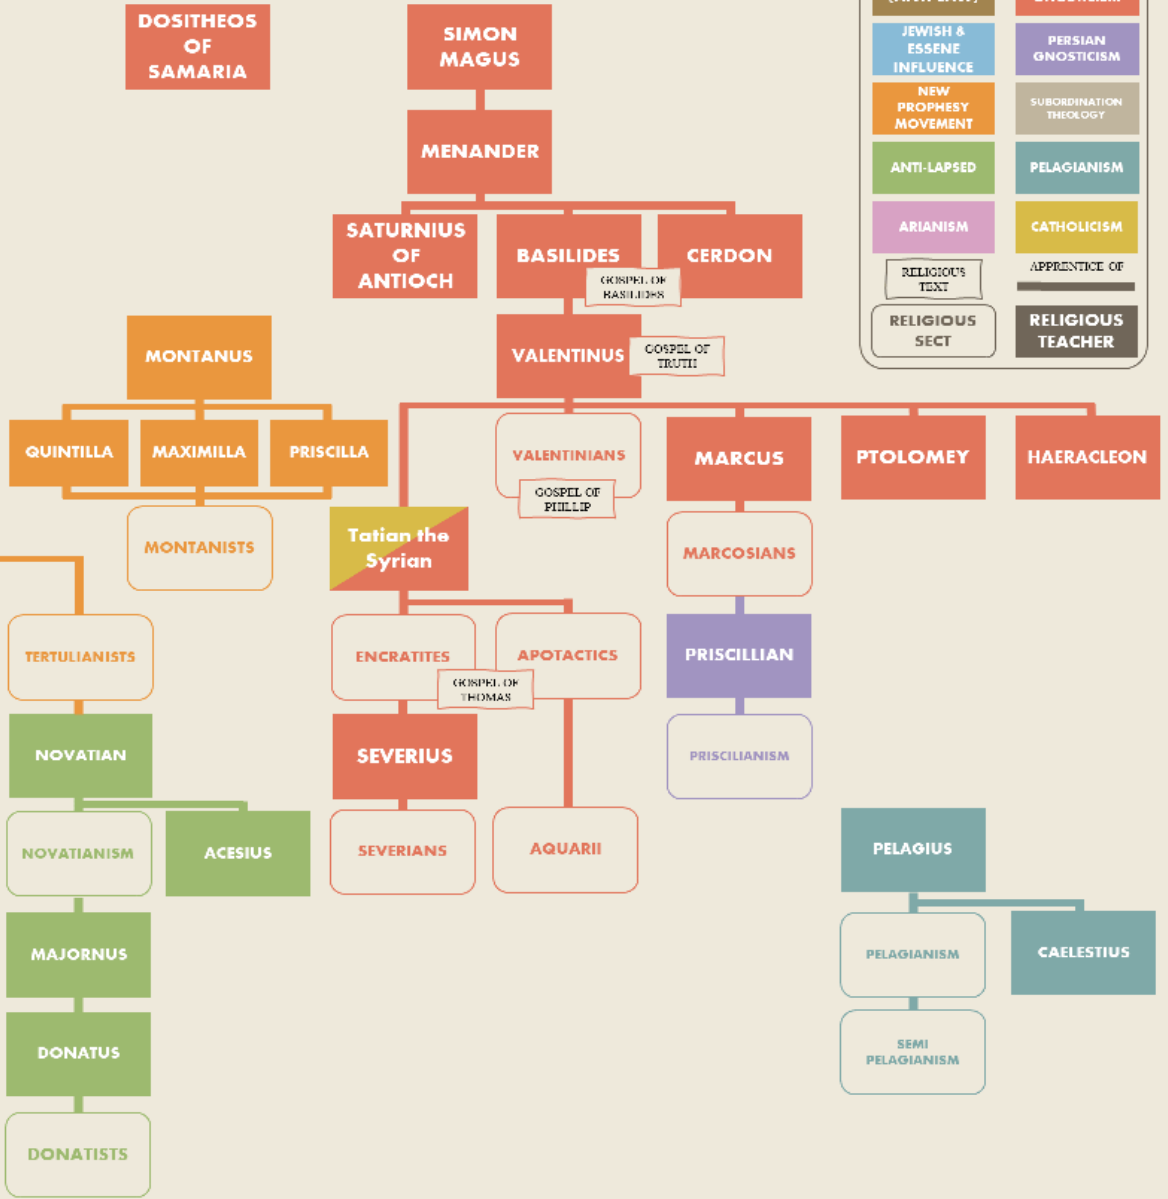 DOSITHEOS
OF
SAMARIA
SIMON
MAGUS
MENANDER
SATURNIUS
OF
ANTIOCH
BASILIDES
GOSPEL OF
BASILIDES
CERDON
VALENTINUS
GOSPEL OF
TRUTH
JEWISH &
ESSENE
INFLUENCE
PERSIAN
GNOSTICISM
NEW
PROPHESY
MOVEMENT
SUBORDINATION
THEOLOGY
ANTI-LAPSED
PELAGIANISM
ARIANISM
CATHOLICISM
RELIGIOUS
TEXT
APPRENTICE OF
RELIGIOUS
SECT
RELIGIOUS
TEACHER
MONTANUS
QUINTILLA
MAXIMILLA
PRISCILLA
MONTANISTS
VALENTINIANS
GOSPEL OF
PHILLIP
MARCUS
PTOLOMEY
HAERACLEON
Tatian the
Syrian
MARCOSIANS
TERTULIANISTS
ENCRATITES
APOTACTICS
GOSPEL OF
THOMAS
PRISCILLIAN
NOVATIAN
SEVERIUS
PRISCILIANISM
NOVATIANISM
ACESIUS
SEVERIANS
AQUARII
PELAGIUS
MAJORNUS
PELAGIANISM
CAELESTIUS
DONATUS
SEMI
PELAGIANISM
DONATISTS